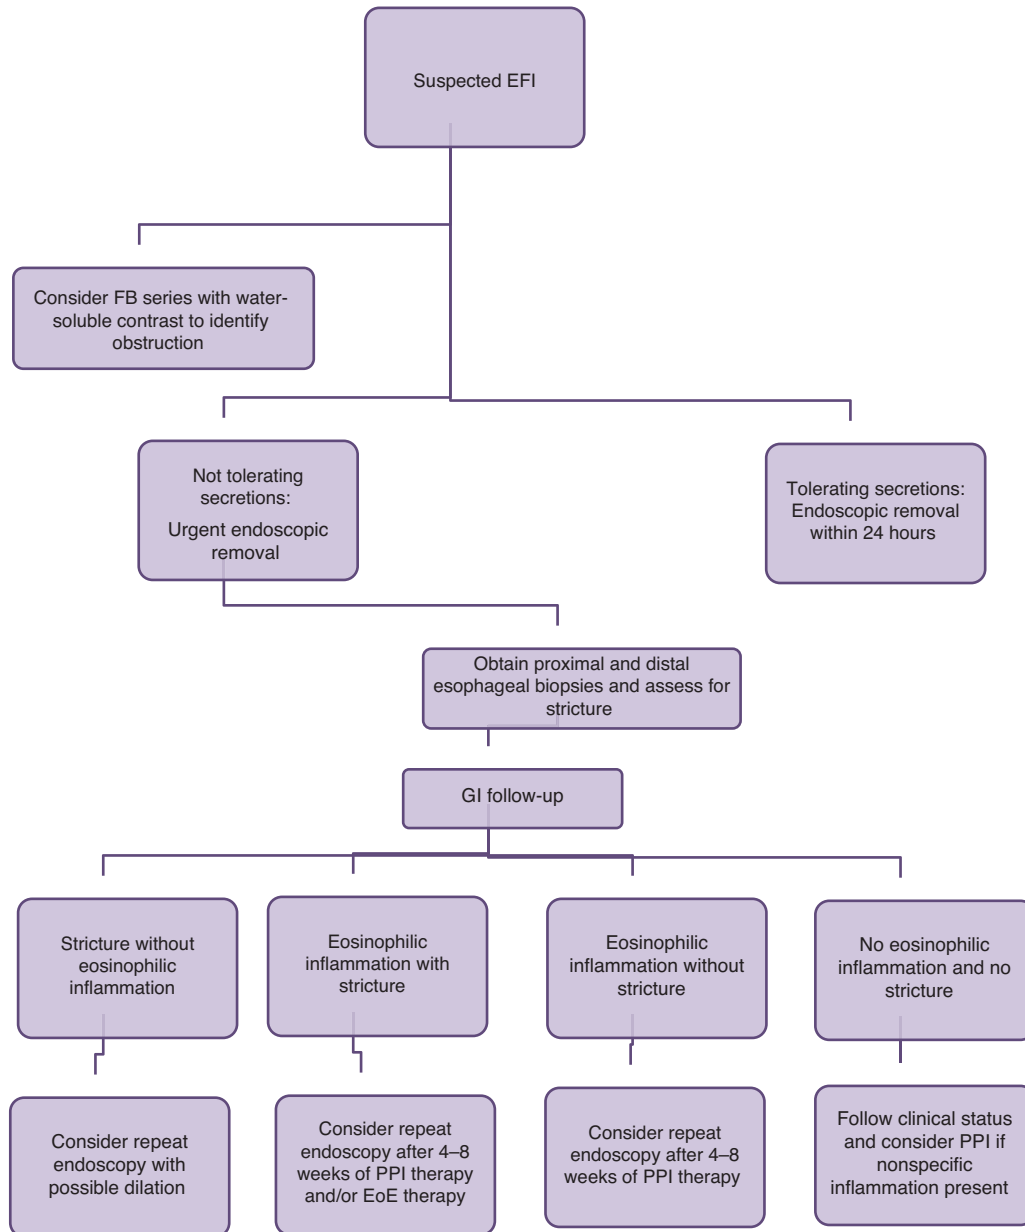 Suspected EFI
Consider FB series with water-
soluble contrast to identify
obstruction
Not tolerating
secretions:
Urgent endoscopic
removal
Tolerating secretions:
Endoscopic removal
within 24 hours
Obtain proximal and distal
esophageal biopsies and assess for
stricture
GI follow-up
Stricture without
eosinophilic
inflammation
Eosinophilic
inflammation with
stricture
Eosinophilic
inflammation without
stricture
No eosinophilic
inflammation and no
stricture
Consider repeat
endoscopy with
possible dilation
Consider repeat
endoscopy after 4–8
weeks of PPI therapy
and/or EoE therapy
Consider repeat
endoscopy after 4–8
weeks of PPI therapy
Follow clinical status
and consider PPI if
nonspecific
inflammation present